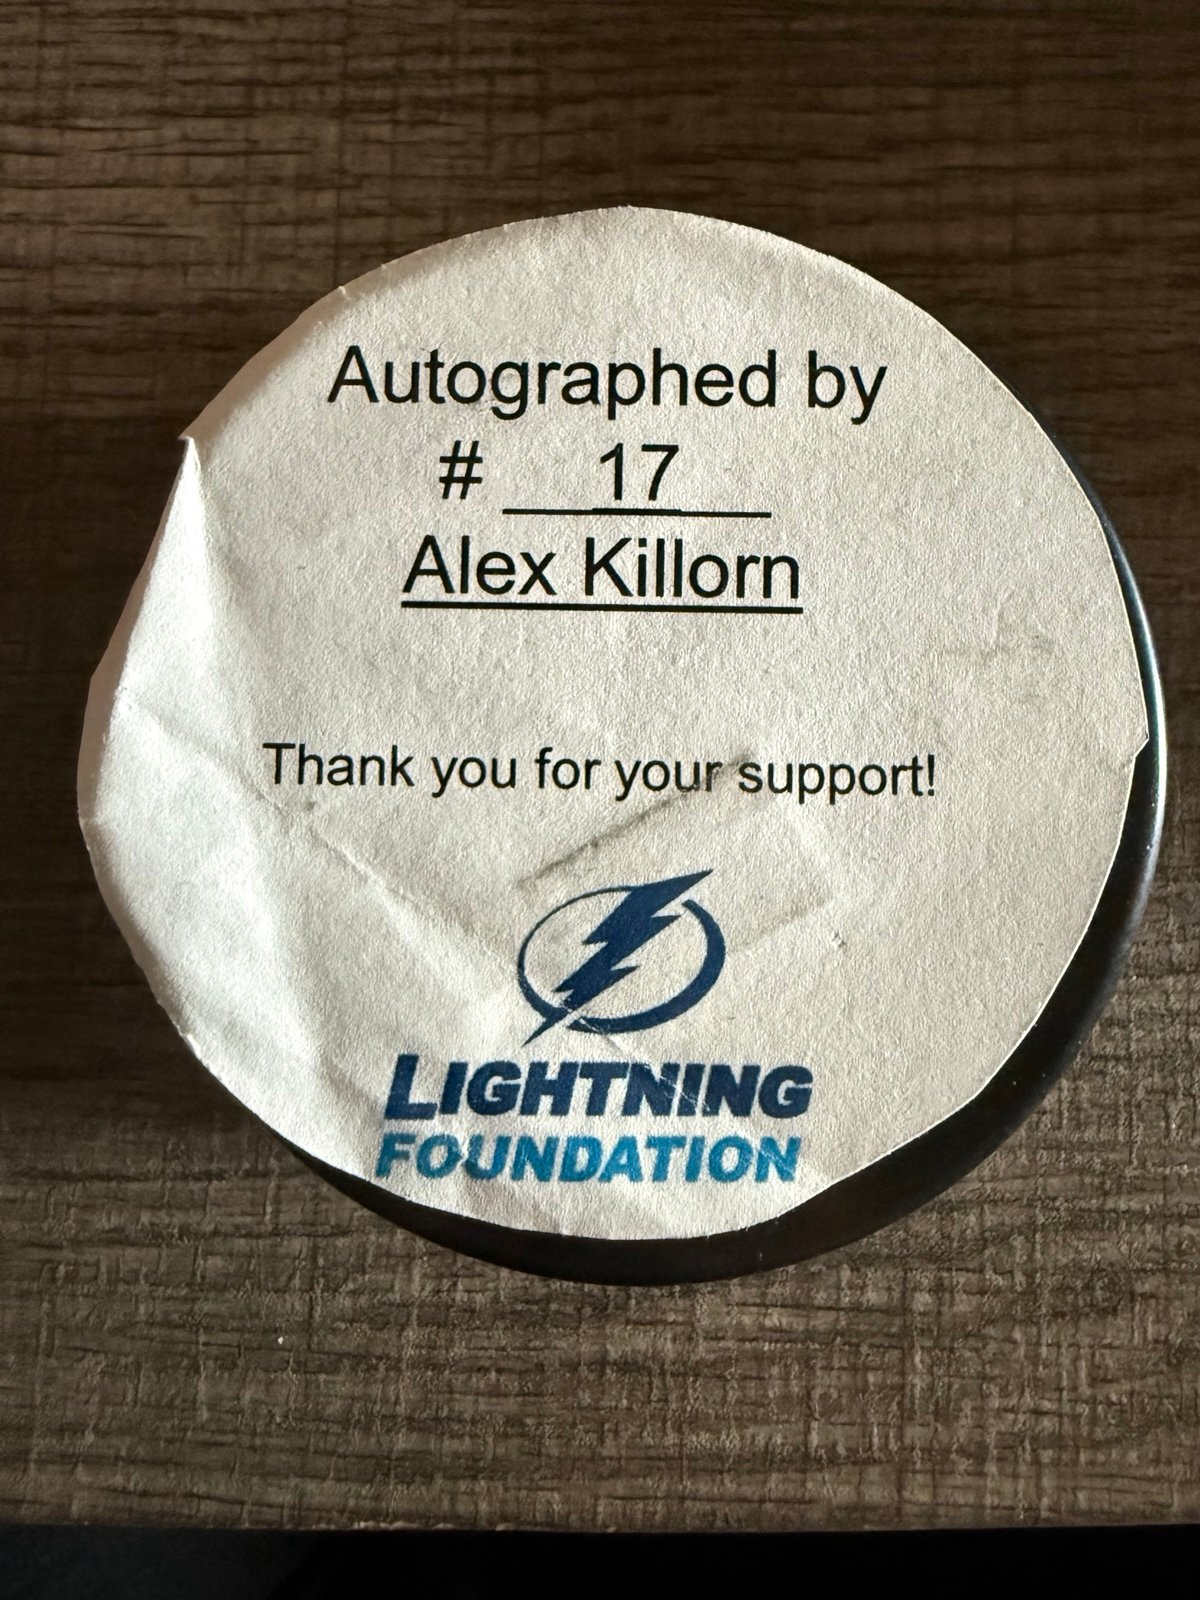 Autographed by
# 17
Alex Killorn
Thank you for your support!
LIGHTNING
FOUNDATION